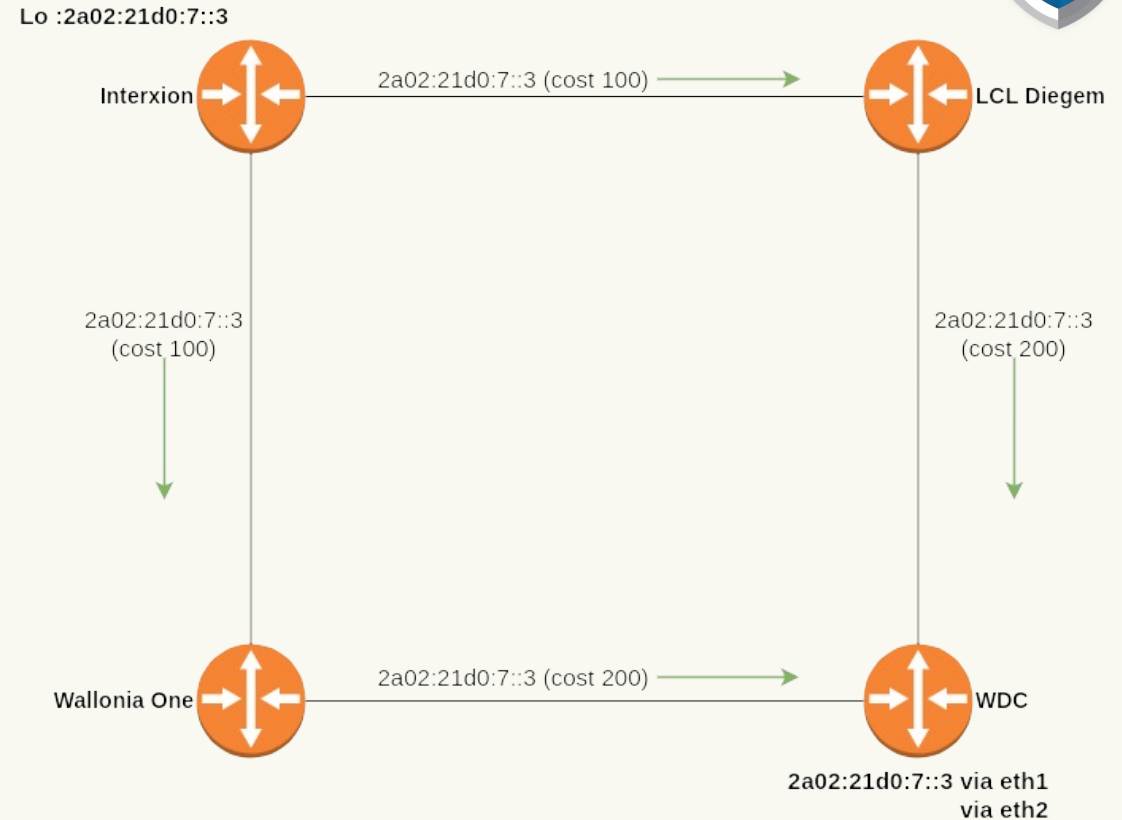 Lo :2a02:21d0:7::3
Interxion
2a02:21d0:7::3 (cost 100)
LCL Diegem
2a02:21d0:7::3
(cost 100)
2a02:21d0:7::3
(cost 200)
Wallonia One
2a02:21d0:7::3 (cost 200)
WDC
2a02:21d0:7::3 via eth1
via eth2